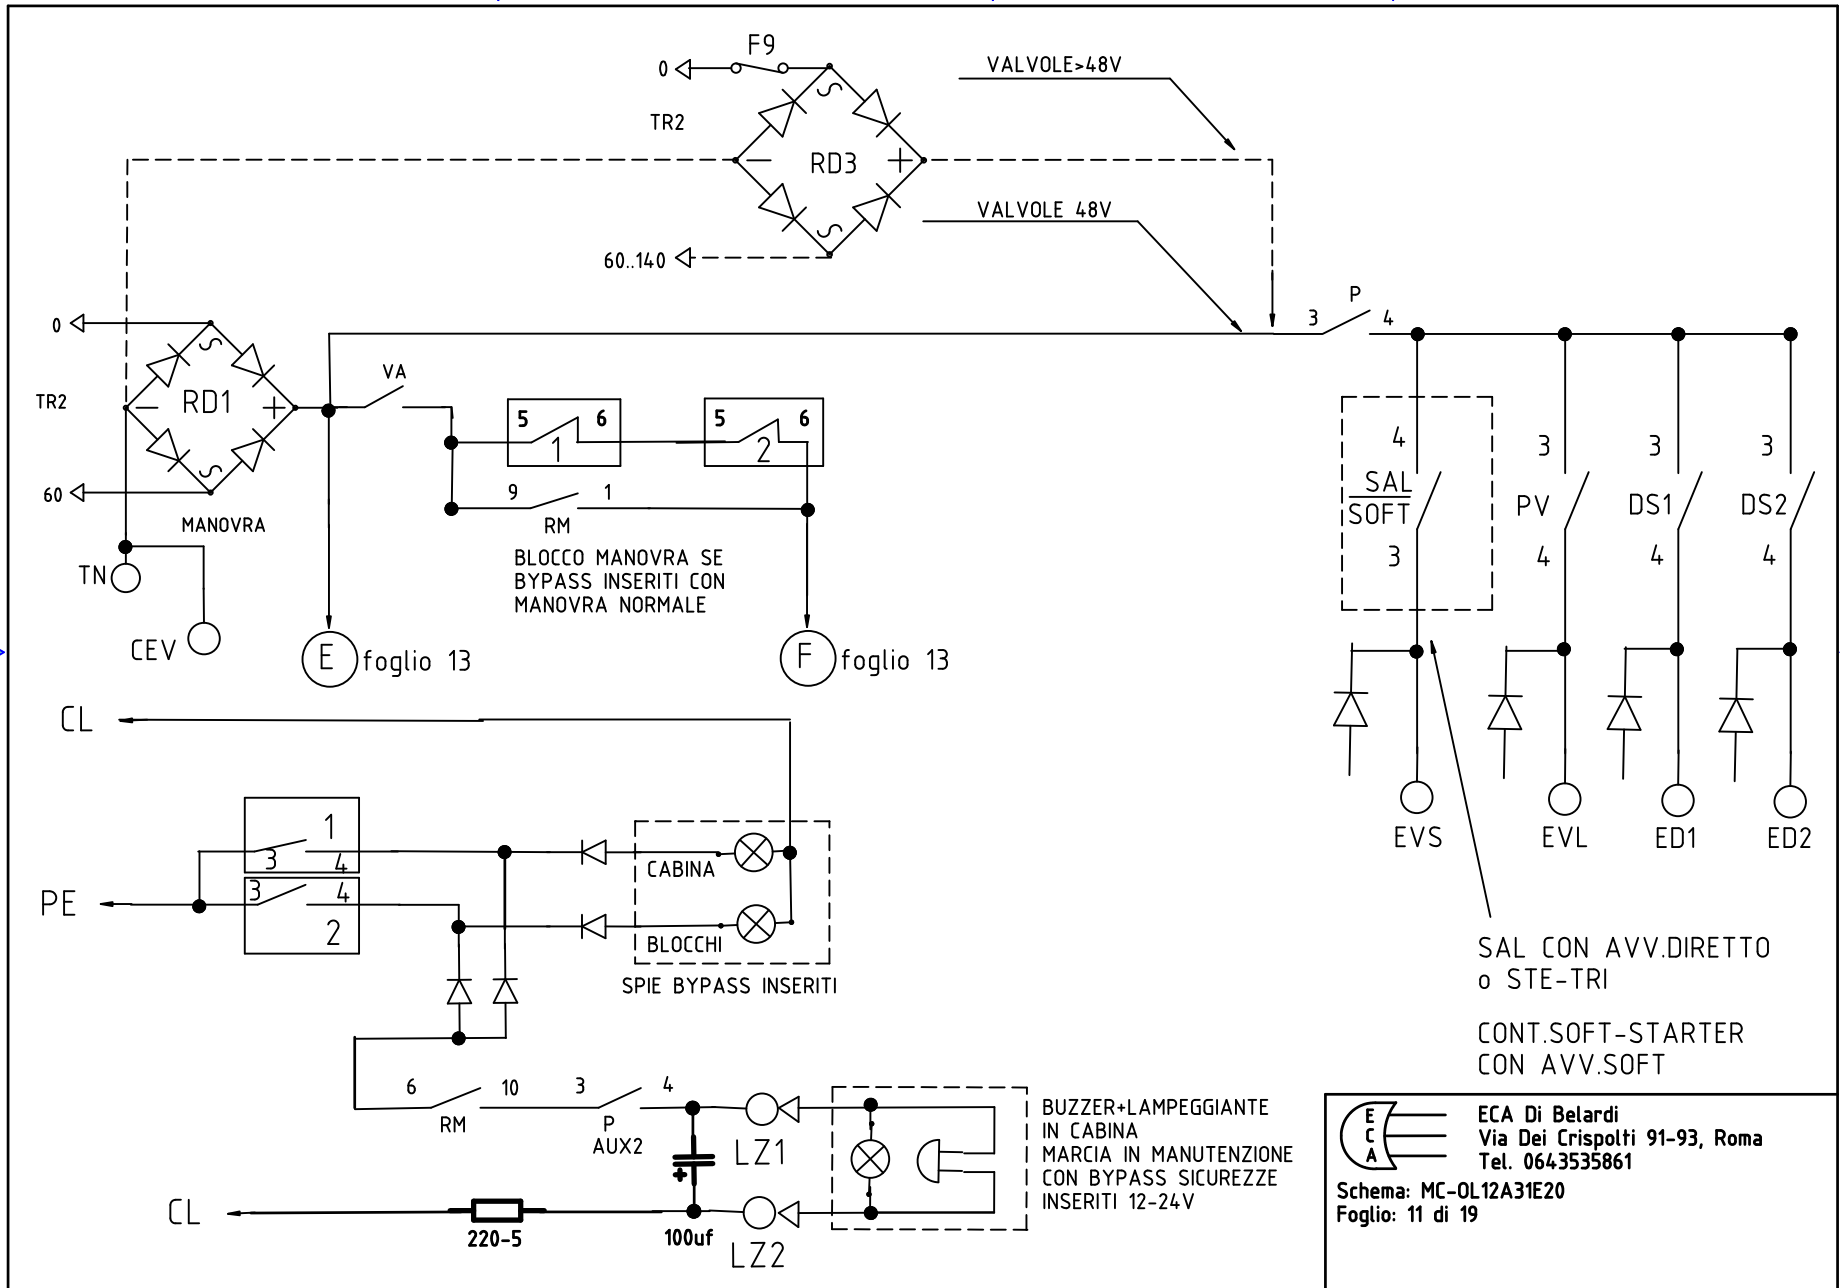 F9
0
VALVOLE>48V
TR2
− RD3 +
VALVOLE 48V
60..140
P
3 4
0
VA
TR2
− RD1 +
5 6
1
5 6
2
60
MANOVRA
9 1
RM
BLOCCO MANOVRA SE
BYPASS INSERITI CON
MANOVRA NORMALE
TN
CEV
E foglio 13
F foglio 13
4
SAL
SOFT
3
3
PV
4
3
DS1
4
3
DS2
4
EVS
EVL
ED1
ED2
CL
1
3 4
PE
3 4
2
CABINA
BLOCCHI
SPIE BYPASS INSERITI
SAL CON AVV.DIRETTO
o STE-TRI
CONT.SOFT-STARTER
CON AVV.SOFT
6 10
RM
3 4
P
AUX2
LZ1
+
CL
220-5
100uf
LZ2
BUZZER+LAMPEGGIANTE
IN CABINA
MARCIA IN MANUTENZIONE
CON BYPASS SICUREZZE
INSERITI 12-24V
E
C
A
ECA Di Belardi
Via Dei Crispolti 91-93, Roma
Tel. 0643535861
Schema: MC-OL12A31E20
Foglio: 11 di 19